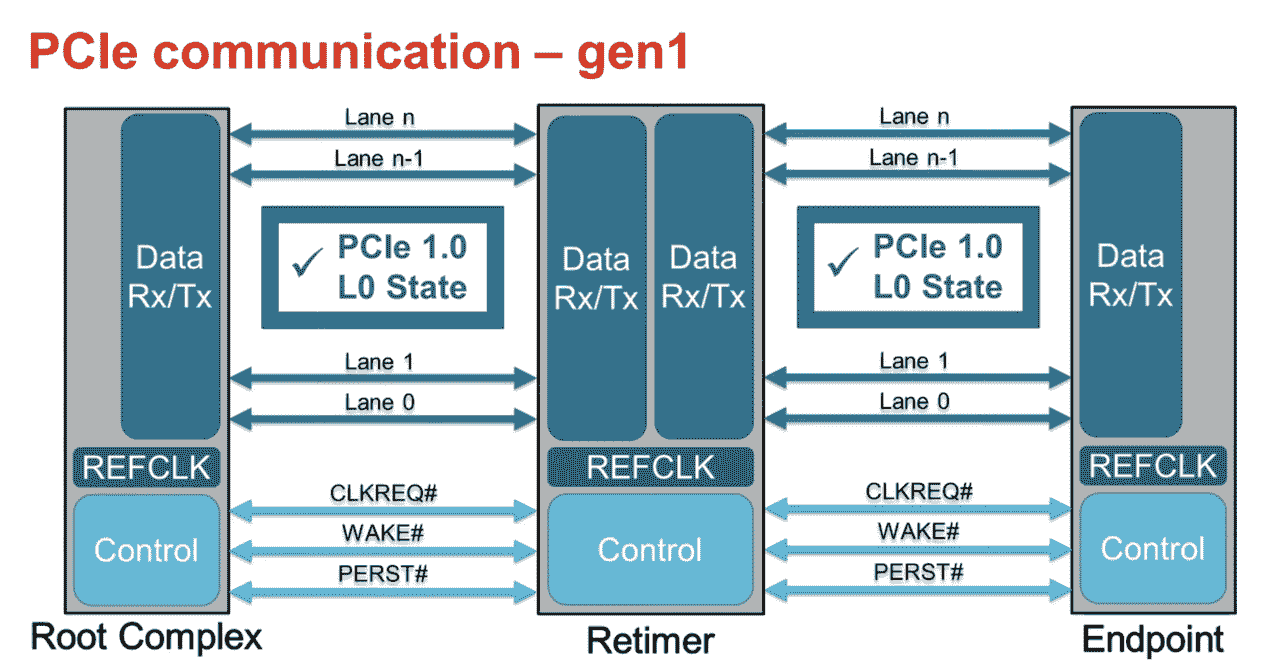 PCIe communication – gen1
Lane n
Lane n
Lane n-1
Lane n-1
Data
Rx/Tx
✓ PCIe 1.0
L0 State
Data
Rx/Tx
Data
Rx/Tx
✓ PCIe 1.0
L0 State
Data
Rx/Tx
Lane 1
Lane 1
Lane 0
Lane 0
REFCLK
REFCLK
REFCLK
CLKREQ#
CLKREQ#
WAKE#
WAKE#
Control
Control
Control
PERST#
PERST#
Root Complex
Retimer
Endpoint